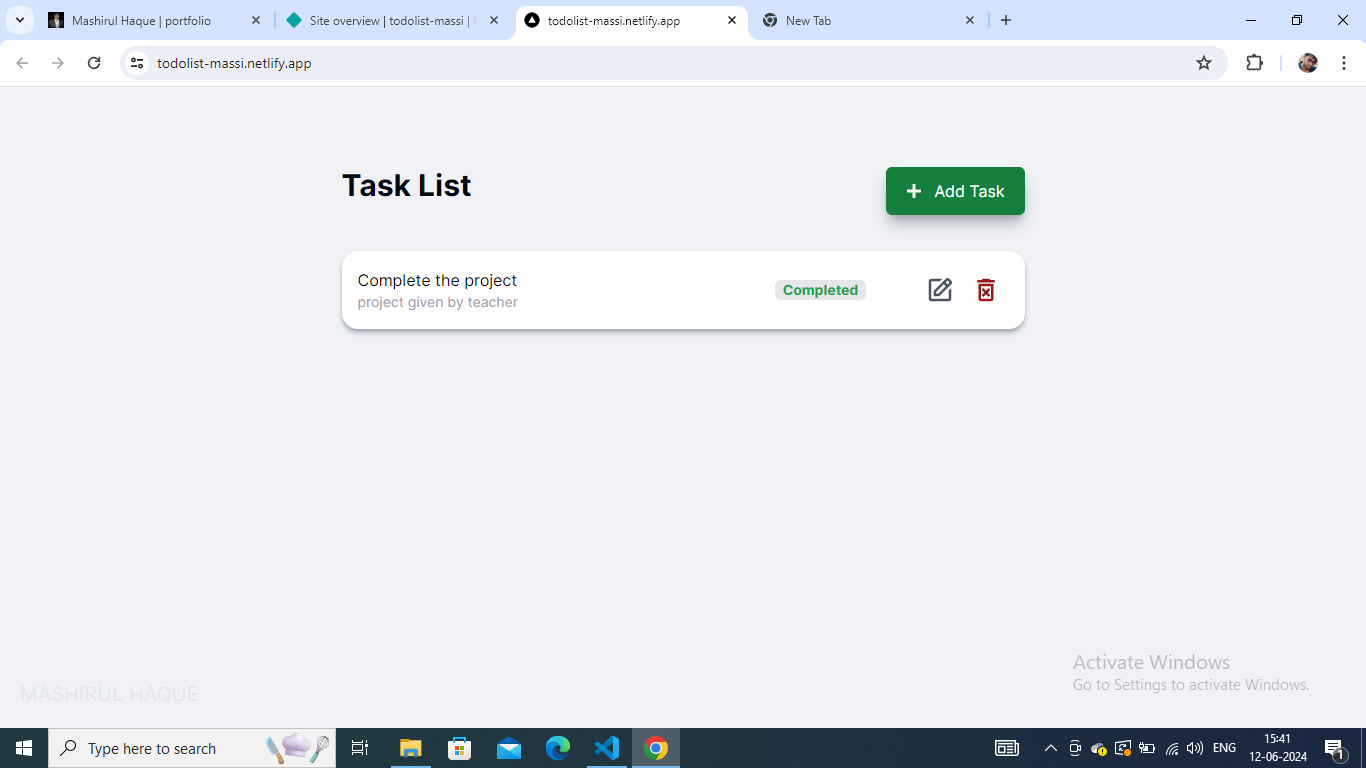 Mashirul Haque | portfolio
Site overview | todolist-massi |
todolist-massi.netlify.app
New Tab
todolist-massi.netlify.app
Task List
Add Task
Complete the project
project given by teacher
Completed
Activate Windows
Go to Settings to activate Windows.
MASHIRUL HAQUE
Type here to search
ENG
15:41
12-06-2024
1